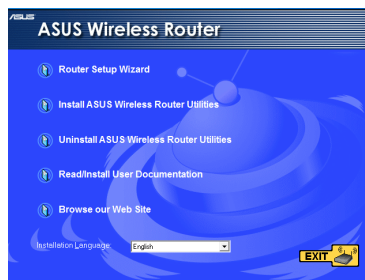 ASUS
ASUS Wireless Router
Router Setup Wizard
Install ASUS Wireless Router Utilities
Uninstall ASUS Wireless Router Utilities
Read/Install User Documentation
Browse our Web Site
Installation Language: English
EXIT